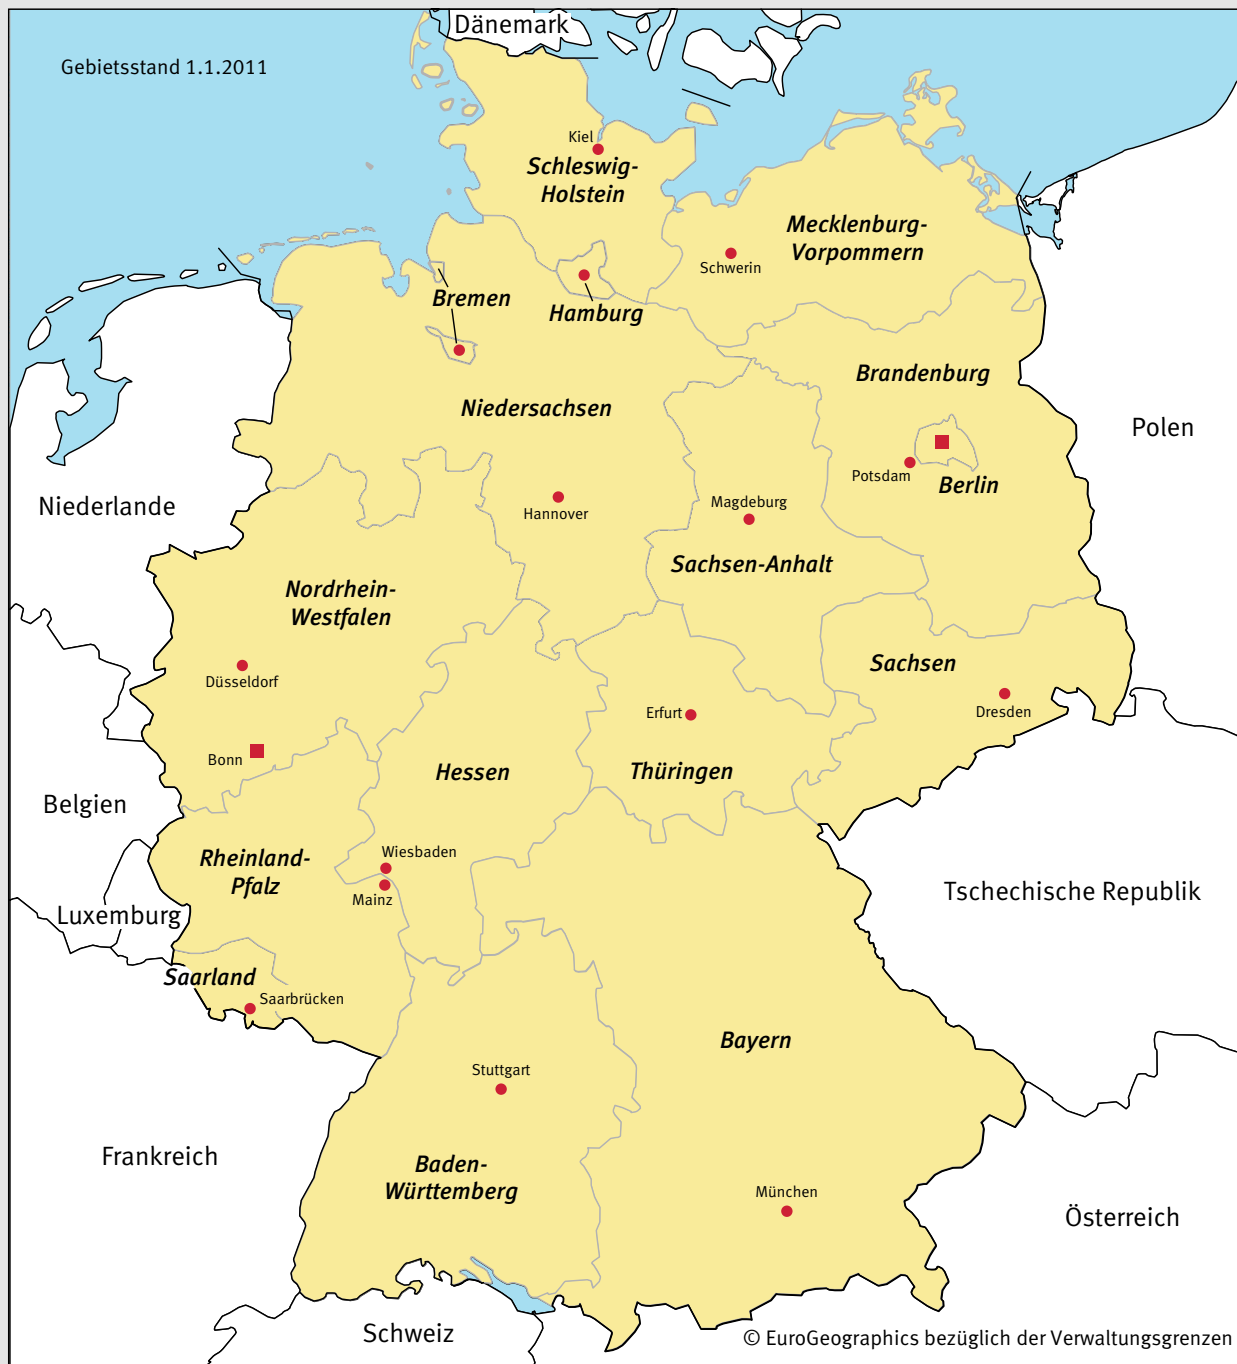 Dänemark
Gebietsstand 1.1.2011
Kiel
Schleswig-
Holstein
Mecklenburg-
Vorpommern
Schwerin
Bremen
Hamburg
Brandenburg
Niedersachsen
Polen
Potsdam
Berlin
Niederlande
Hannover
Magdeburg
Sachsen-Anhalt
Nordrhein-
Westfalen
Sachsen
Düsseldorf
Erfurt
Dresden
Bonn
Hessen
Thüringen
Belgien
Rheinland-
Pfalz
Wiesbaden
Mainz
Tschechische Republik
Luxemburg
Saarland
Saarbrücken
Bayern
Stuttgart
Frankreich
Baden-
Württemberg
München
Österreich
Schweiz
© EuroGeographics bezüglich der Verwaltungsgrenzen